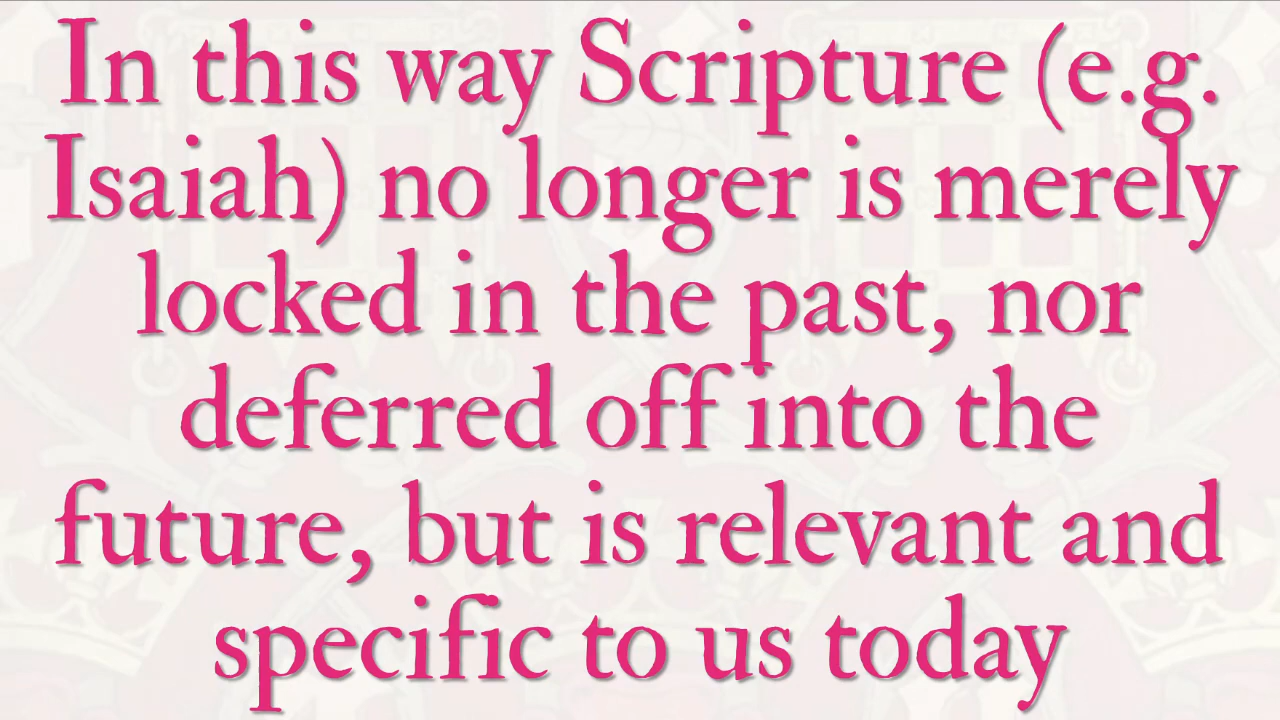 In this way Scripture (e.g.
Isaiah) no longer is merely
locked in the past, nor
deferred off into the
future, but is relevant and
specific to us today